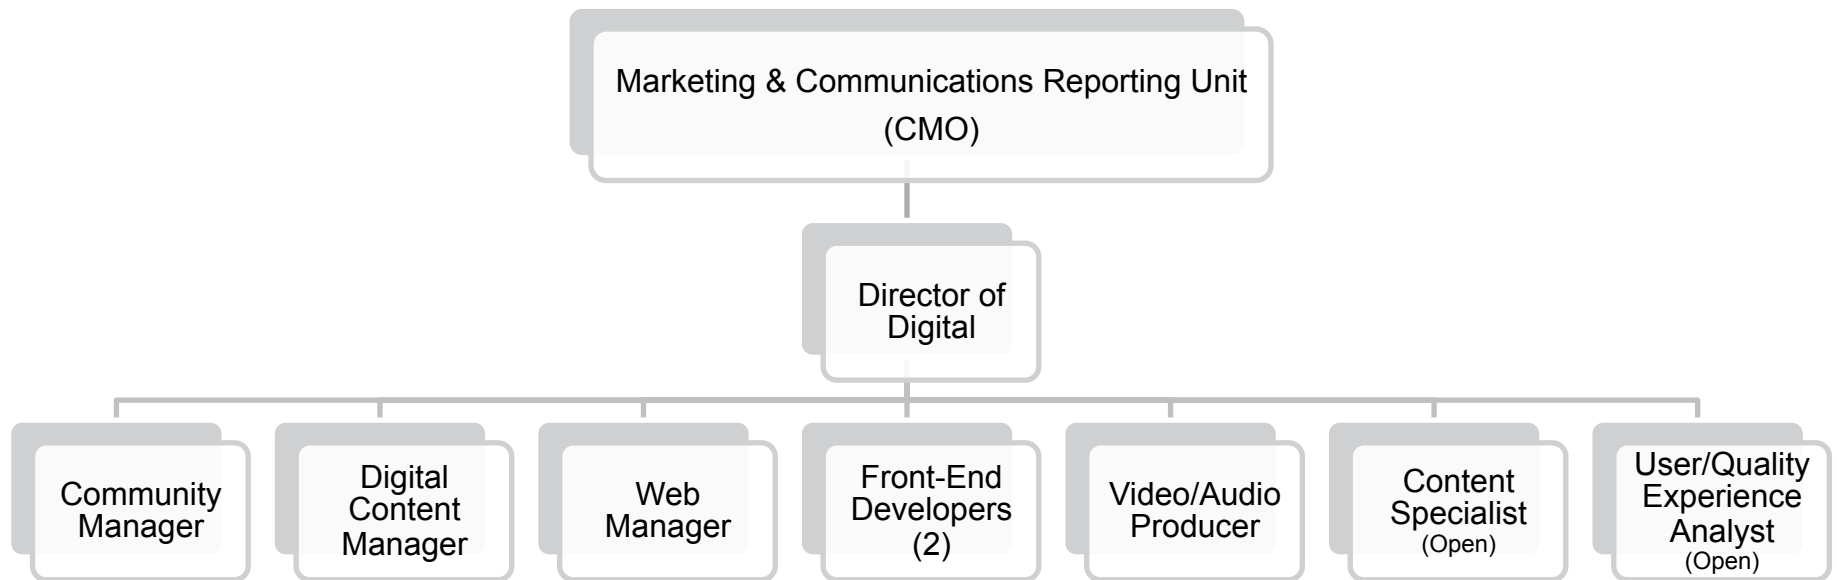 Marketing & Communications Reporting Unit
(CMO)
Director of
Digital
Community
Manager
Digital
Content
Manager
Web
Manager
Front-End
Developers
(2)
Video/Audio
Producer
Content
Specialist
(Open)
User/Quality
Experience
Analyst
(Open)